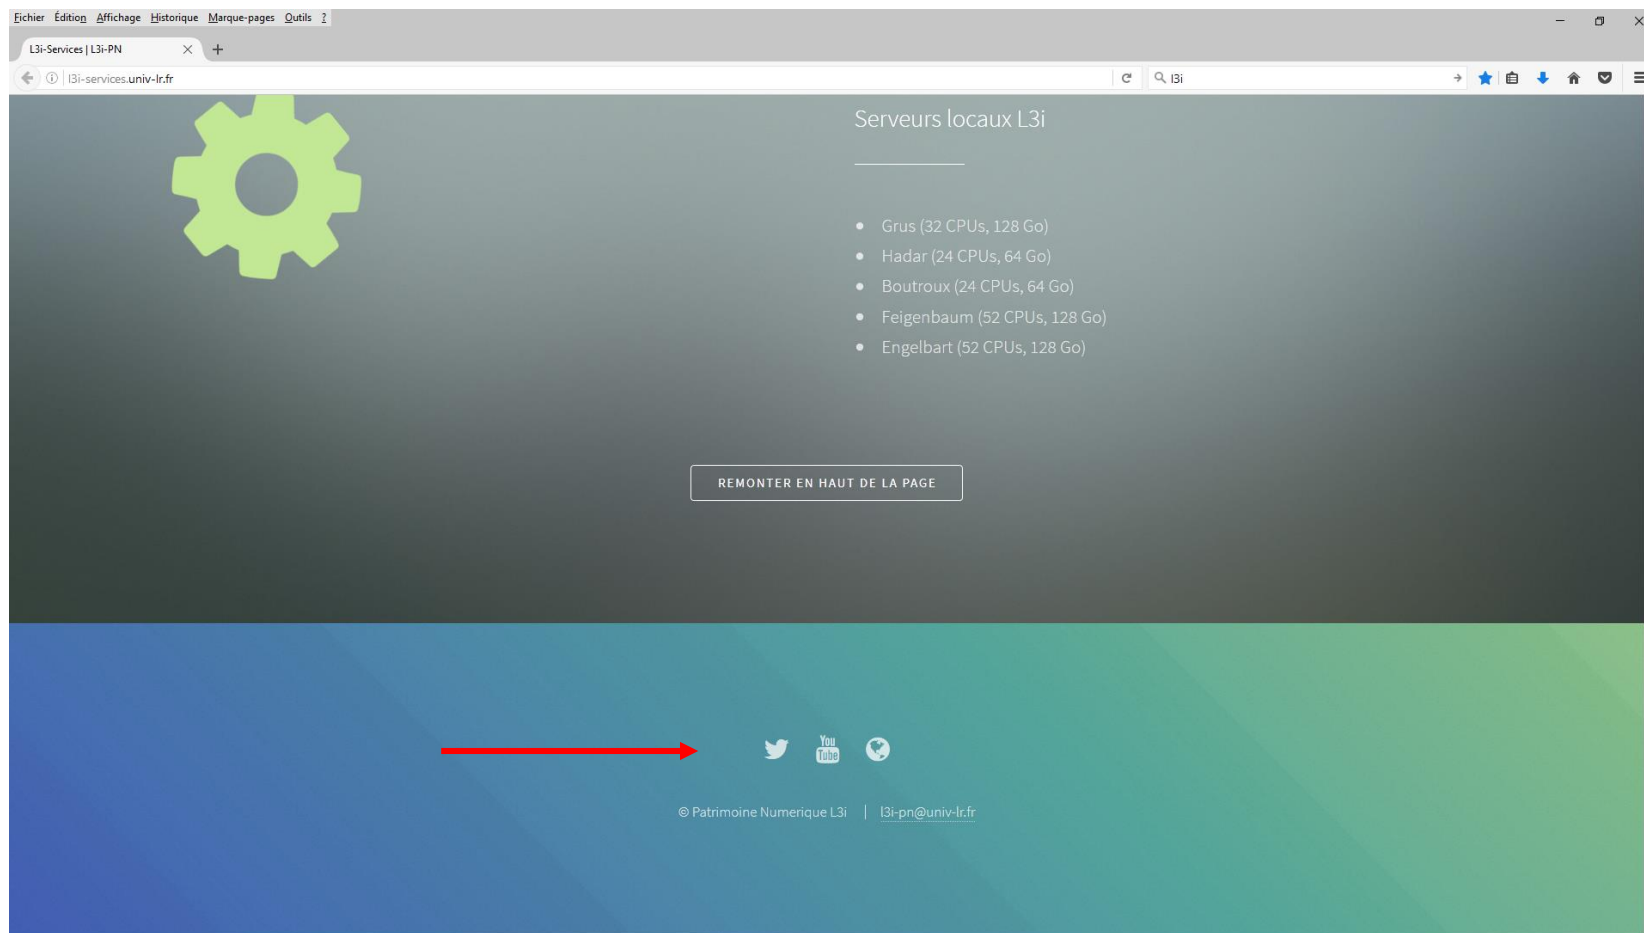 Fichier Édition Affichage Historique Marque-pages Outils ?
L3i-Services | L3i-PN
l3i-services.univ-lr.fr
l3i
Serveurs locaux L3i
Grus (32 CPUs, 128 Go)
Hadar (24 CPUs, 64 Go)
Boutroux (24 CPUs, 64 Go)
Feigenbaum (52 CPUs, 128 Go)
Engelbart (52 CPUs, 128 Go)
REMONTER EN HAUT DE LA PAGE
You
Tube
© Patrimoine Numerique L3i | l3i-pn@univ-lr.fr